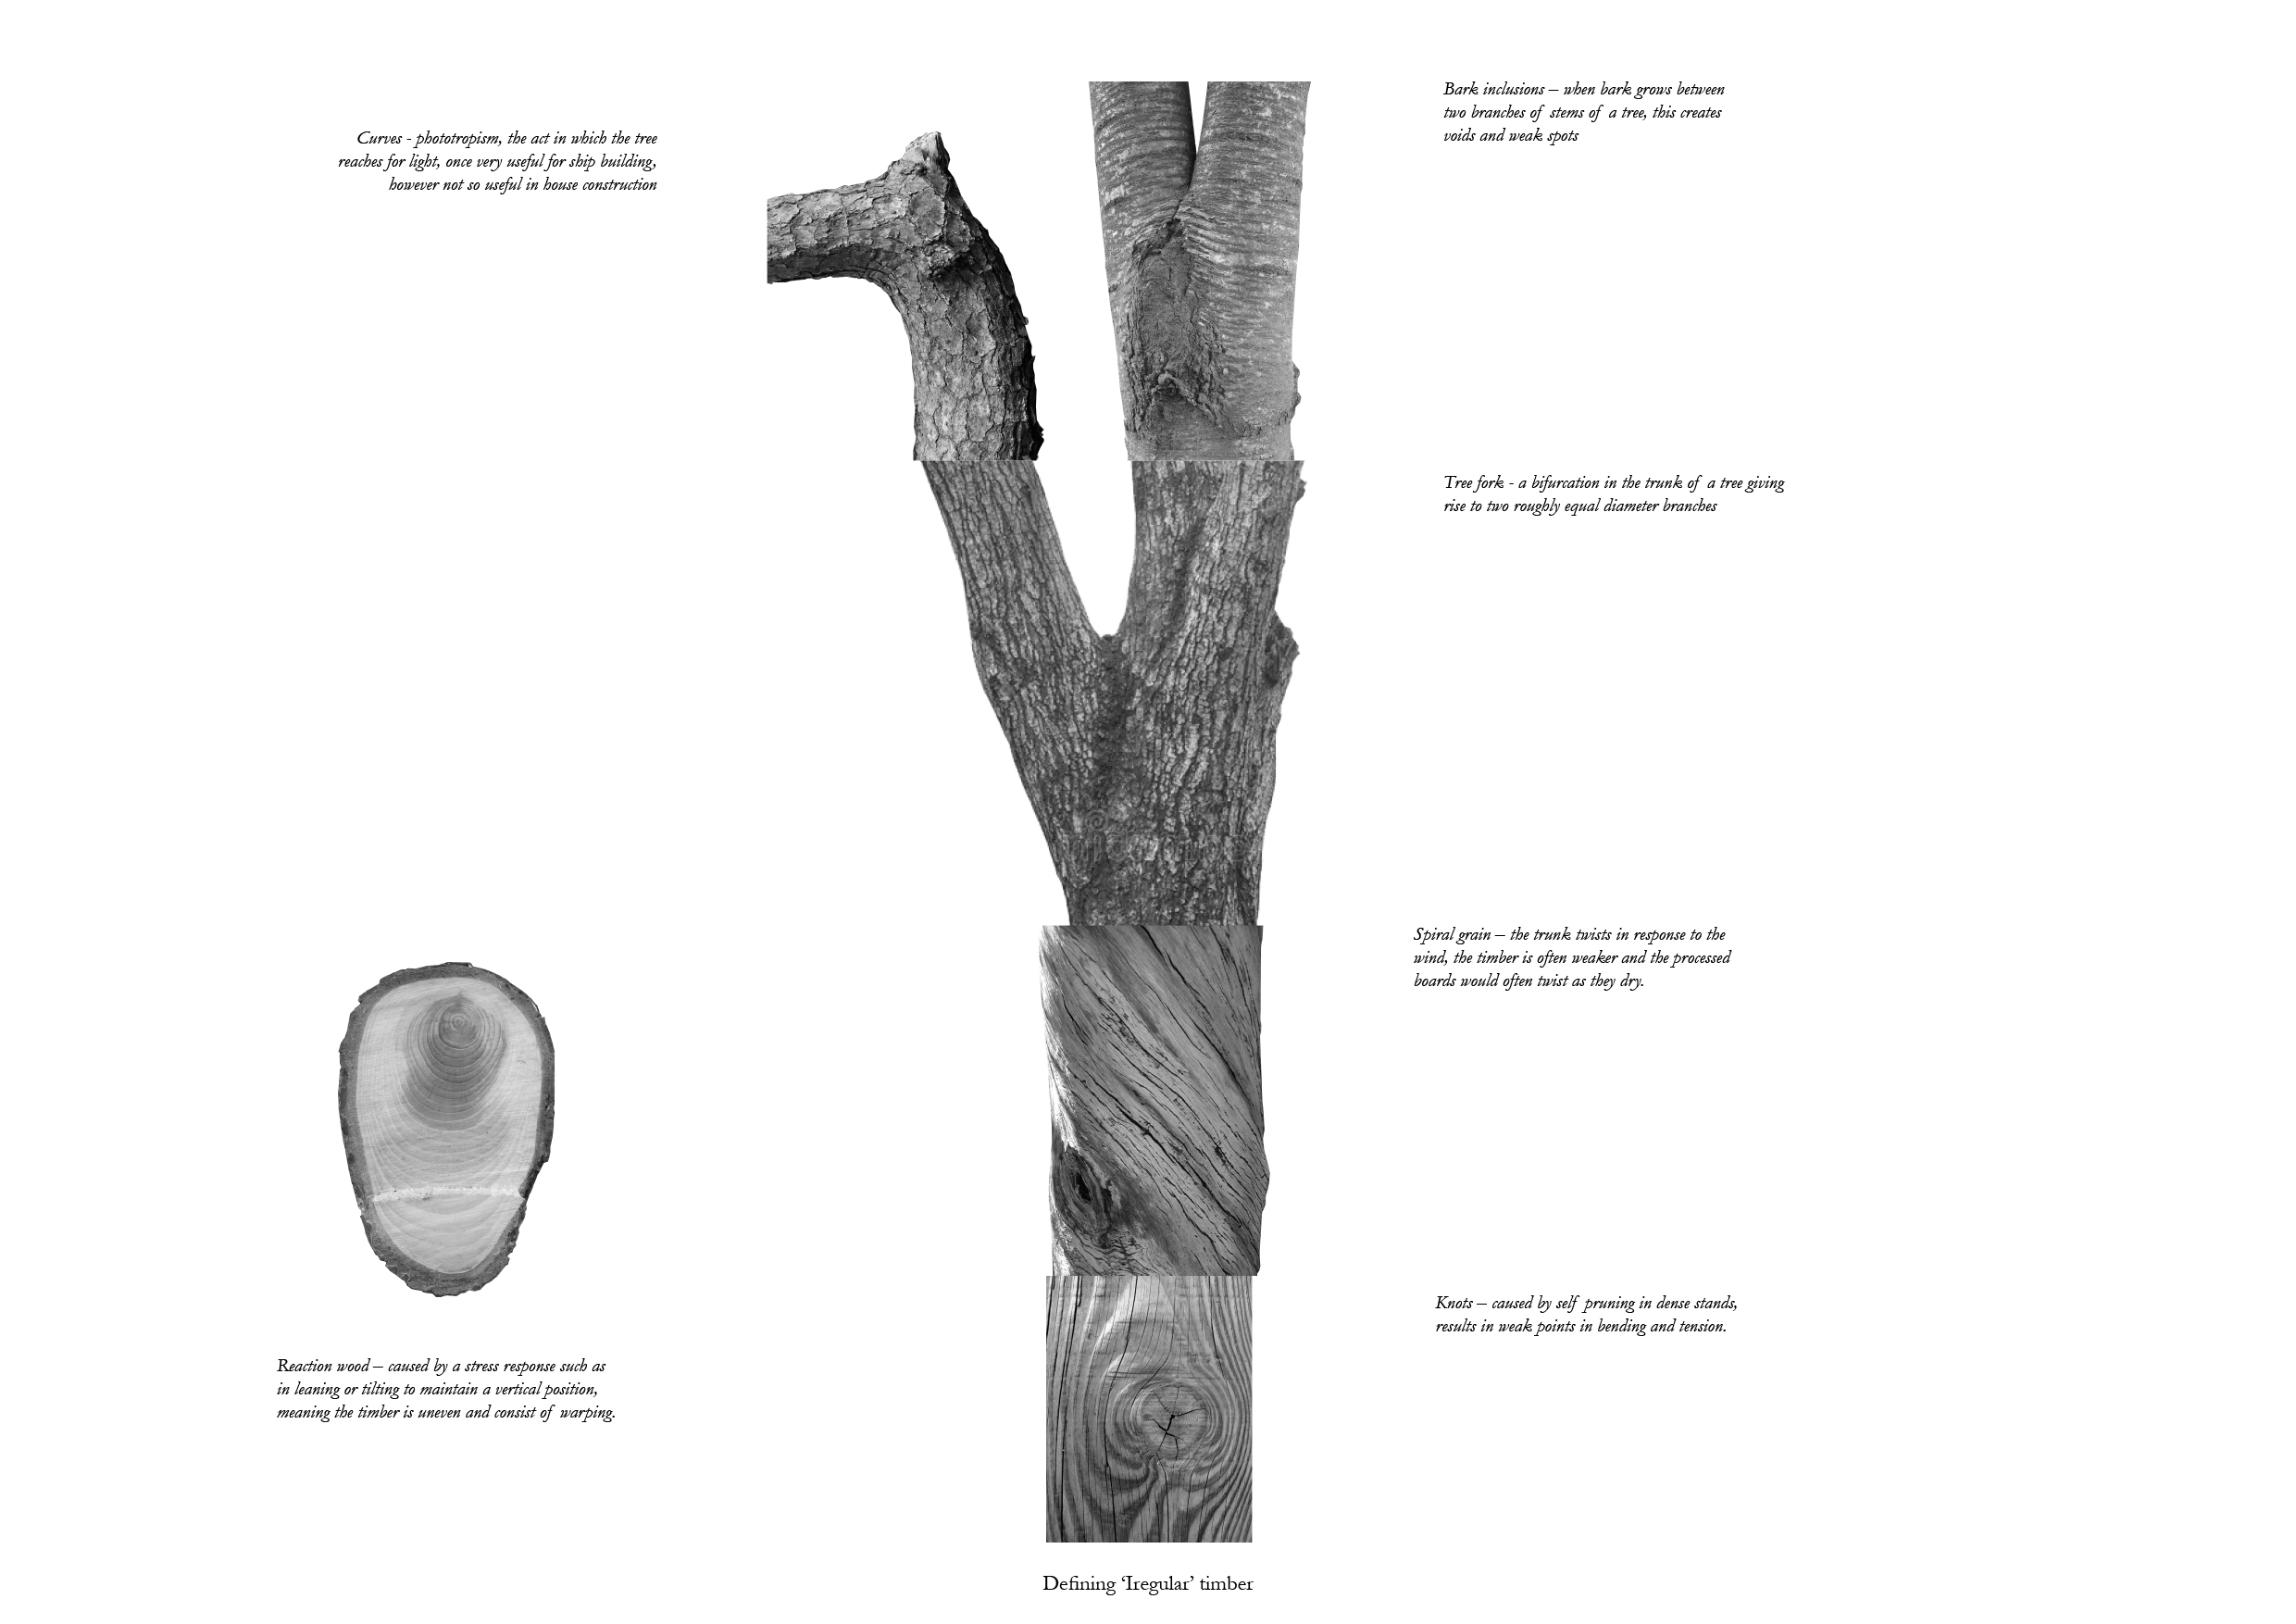 Curves - phototropism, the act in which the tree
reaches for light, once very useful for ship building,
however not so useful in house construction
Bark inclusions – when bark grows between
two branches of stems of a tree, this creates
voids and weak spots
Tree fork - a bifurcation in the trunk of a tree giving
rise to two roughly equal diameter branches
Spiral grain – the trunk twists in response to the
wind, the timber is often weaker and the processed
boards would often twist as they dry.
Knots – caused by self pruning in dense stands,
results in weak points in bending and tension.
Reaction wood – caused by a stress response such as
in leaning or tilting to maintain a vertical position,
meaning the timber is uneven and consist of warping.
Defining ‘Iregular’ timber